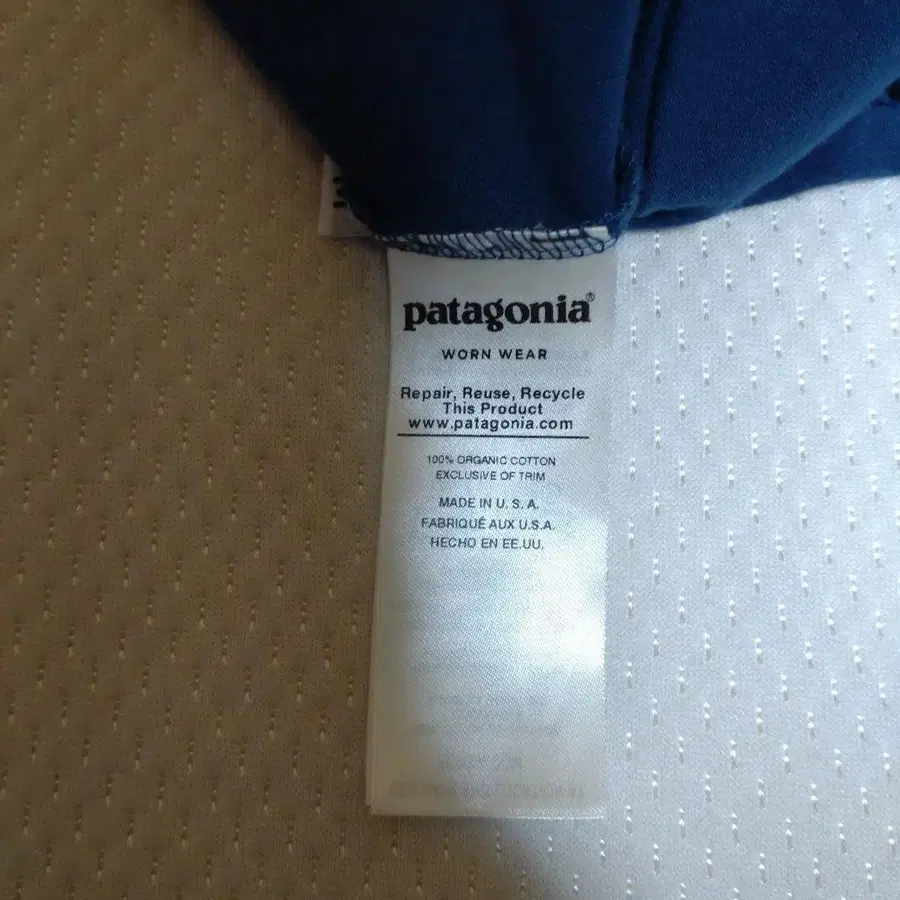 patagonia®
WORN WEAR
Repair, Reuse, Recycle
This Product
www.patagonia.com
100% ORGANIC COTTON
EXCLUSIVE OF TRIM
MADE IN U. S. A.
FABRIQUÉ AUX U.S.A.
HECHO EN EE.UU.